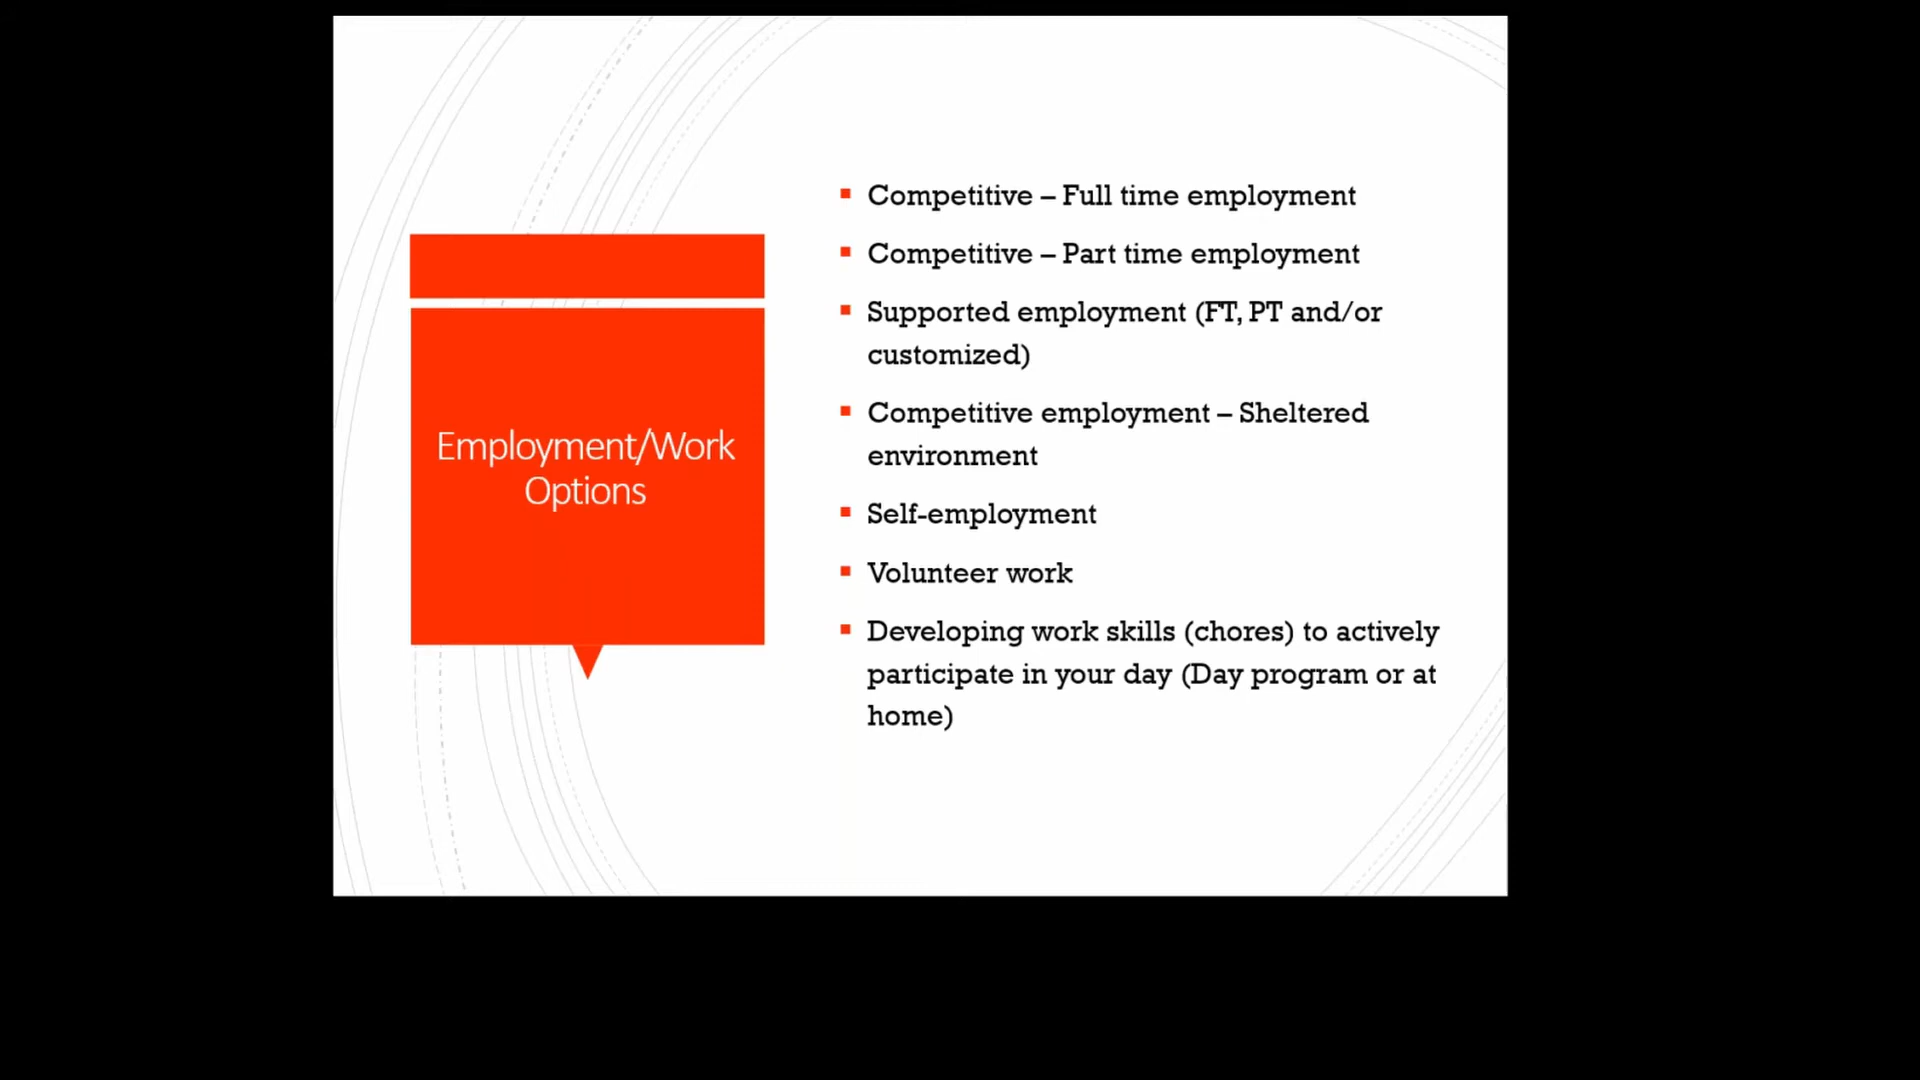 Employment/Work
Options
Competitive – Full time employment
Competitive – Part time employment
Supported employment (FT, PT and/or
customized)
Competitive employment – Sheltered
environment
Self-employment
Volunteer work
Developing work skills (chores) to actively
participate in your day (Day program or at
home)